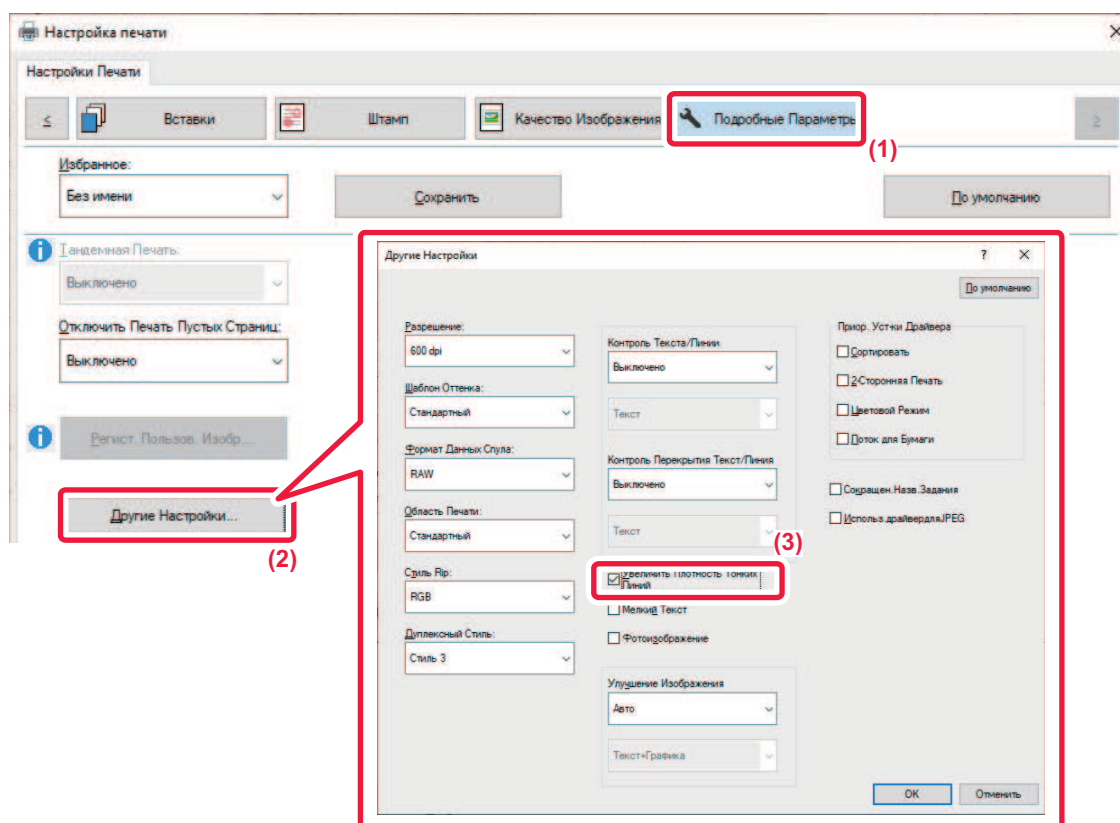 Настройка печати
Настройки Печати
<
Вставки
Штамп
Качество Изображения
Подробные Параметры
>
(1)
Избранное:
Без имени
Сохранить
По умолчанию
Тандемная Печать:
Выключено
Отключить Печать Пустых Страниц:
Выключено
Регист. Пользов. Изобр....
Другие Настройки...
(2)
Другие Настройки
?
По умолчанию
Разрешение:
600 dpi
Шаблон Оттенка:
Стандартный
Формат Данных Спула:
RAW
Область Печати:
Стандартный
Стиль Rip:
RGB
Дуплексный Стиль:
Стиль 3
Контроль Текста/Линии
Выключено
Текст
Контроль Перекрытия Текст/Линия
Выключено
Текст
(3)
Увеличить Плотность Тонких
Линий
Мелкий Текст
Фотоизображение
Улучшение Изображения
Авто
Текст+Графика
Приор. Уст-ки Драйвера
Сортировать
2-Сторонняя Печать
Цветовой Режим
Лоток для Бумаги
Сокращен.Назв.Задания
Использ.драйвердляJPEG
OK
Отменить